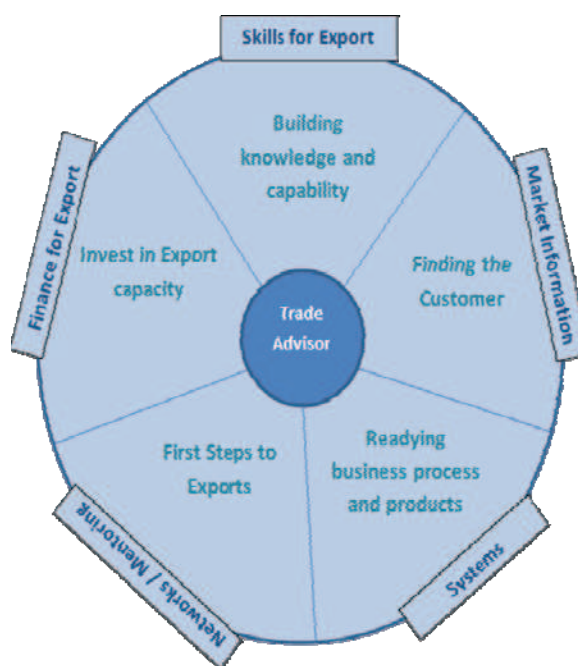 Skills for Export
Building
knowledge and
capability
Finance for Export
Invest in Export
capacity
Market Information
Finding the
Customer
Trade
Advisor
First Steps to
Exports
Readying
business process
and products
Networks / Mentoring
Systems